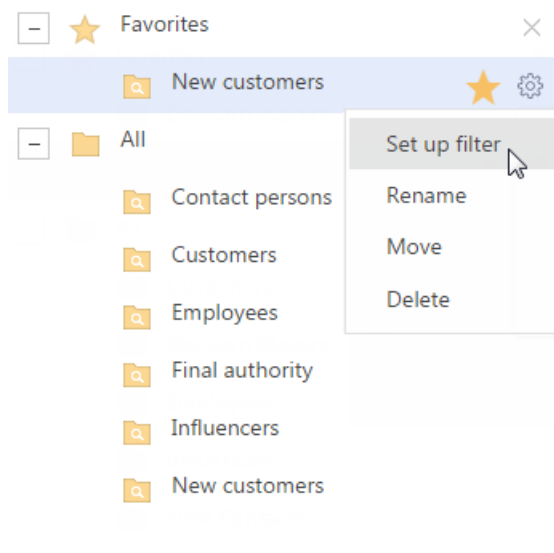 Favorites
New customers
All
Set up filter
Contact persons
Rename
Customers
Move
Employees
Delete
Final authority
Influencers
New customers